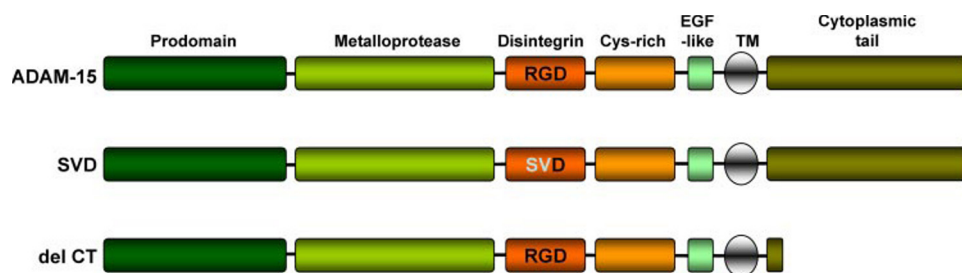 Prodomain Metalloprotease Disintegrin Cys-rich EGF -like TM Cytoplasmic tail
ADAM-15 RGD
SVD SVD
del CT RGD